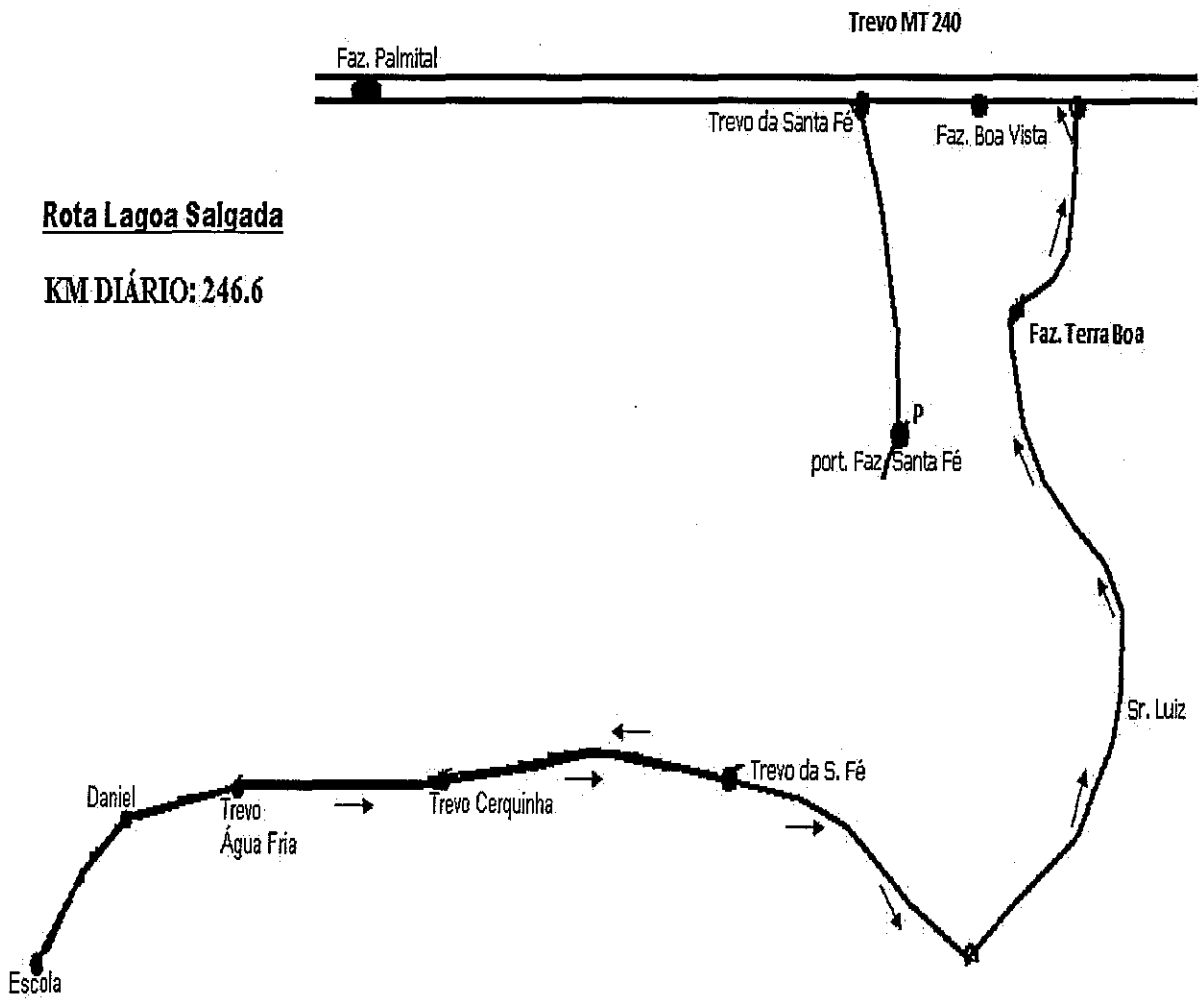 Trevo MT 240
Faz. Palmital
Trevo da Santa Fé
Faz. Boa Vista
Rota Lagoa Salgada
KM DIÁRIO: 246.6
Faz. Terra Boa
P
port. Faz. Santa Fé
Sr. Luiz
Trevo da S. Fé
Daniel
Trevo
Água Fria
Trevo Cerquinha
Escola